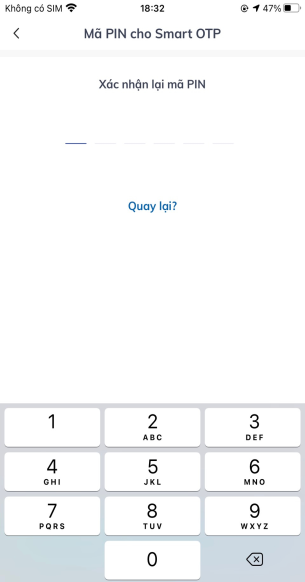 Không có SIM 18:32 47%
Mã PIN cho Smart OTP
Xác nhận lại mã PIN
Quay lại?
1 2 3
ABC DEF
4 5 6
GHI JKL MNO
7 8 9
PQRS TUV WXYZ
0